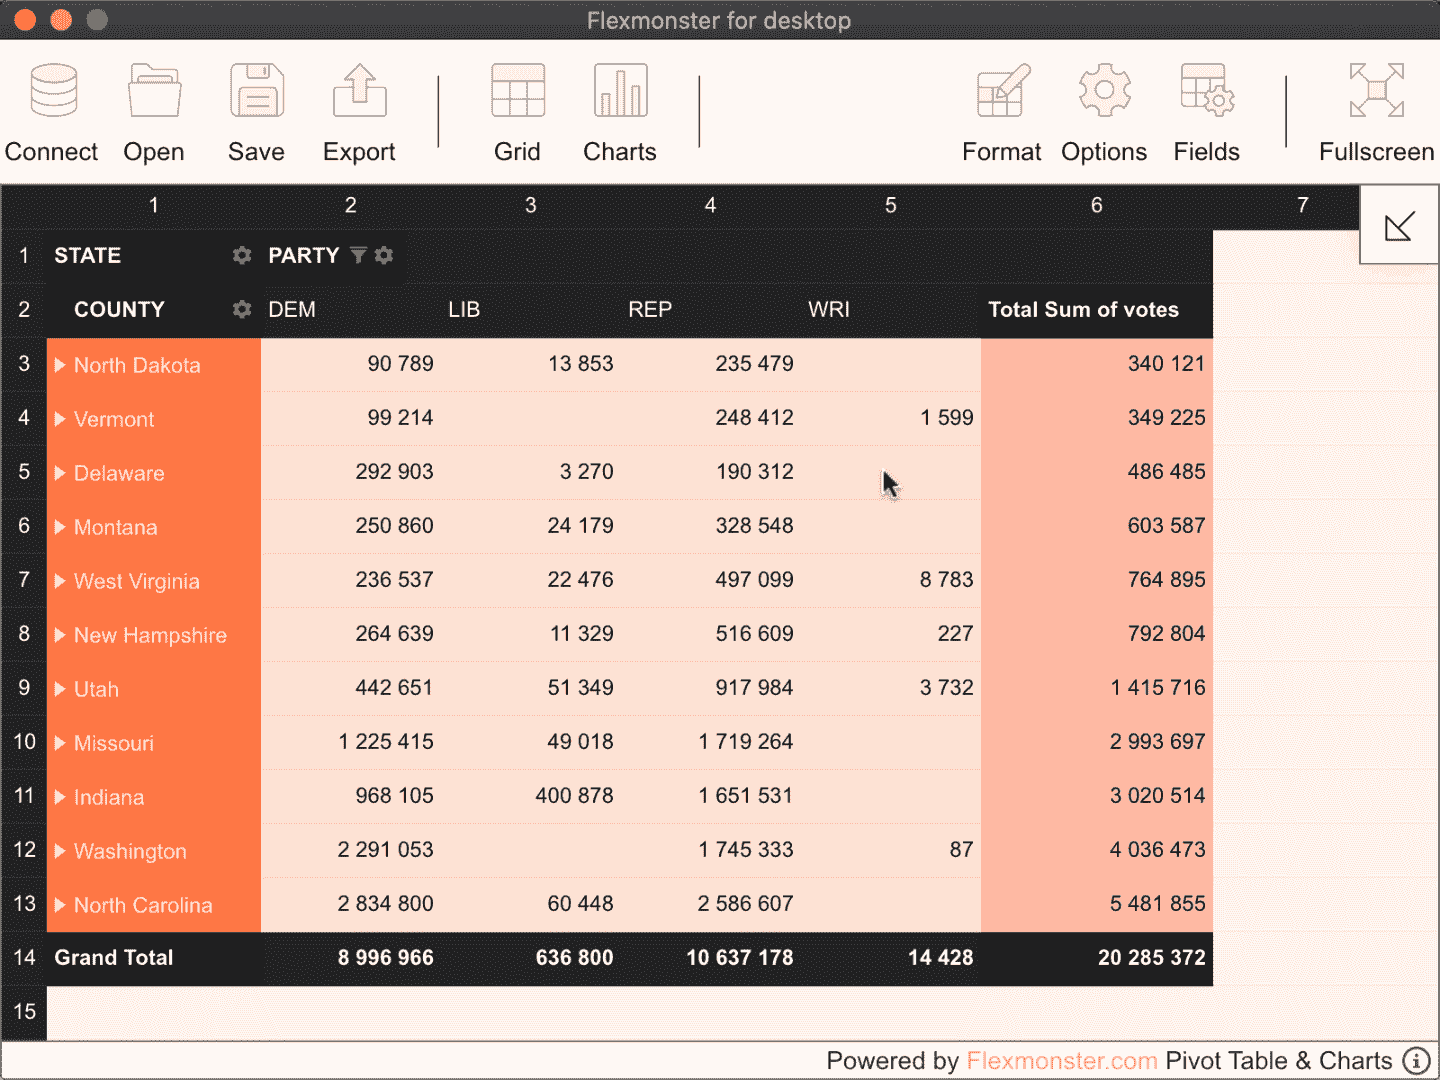 Flexmonster for desktop
Connect Open Save Export Grid Charts Format Options Fields Fullscreen
1 2 3 4 5 6 7
1 STATE PARTY
2 COUNTY DEM LIB REP WRI Total Sum of votes
3 North Dakota 90 789 13 853 235 479 340 121
4 Vermont 99 214 248 412 1 599 349 225
5 Delaware 292 903 3 270 190 312 486 485
6 Montana 250 860 24 179 328 548 603 587
7 West Virginia 236 537 22 476 497 099 8 783 764 895
8 New Hampshire 264 639 11 329 516 609 227 792 804
9 Utah 442 651 51 349 917 984 3 732 1 415 716
10 Missouri 1 225 415 49 018 1 719 264 2 993 697
11 Indiana 968 105 400 878 1 651 531 3 020 514
12 Washington 2 291 053 1 745 333 87 4 036 473
13 North Carolina 2 834 800 60 448 2 586 607 5 481 855
14 Grand Total 8 996 966 636 800 10 637 178 14 428 20 285 372
15
Powered by Flexmonster.com Pivot Table & Charts